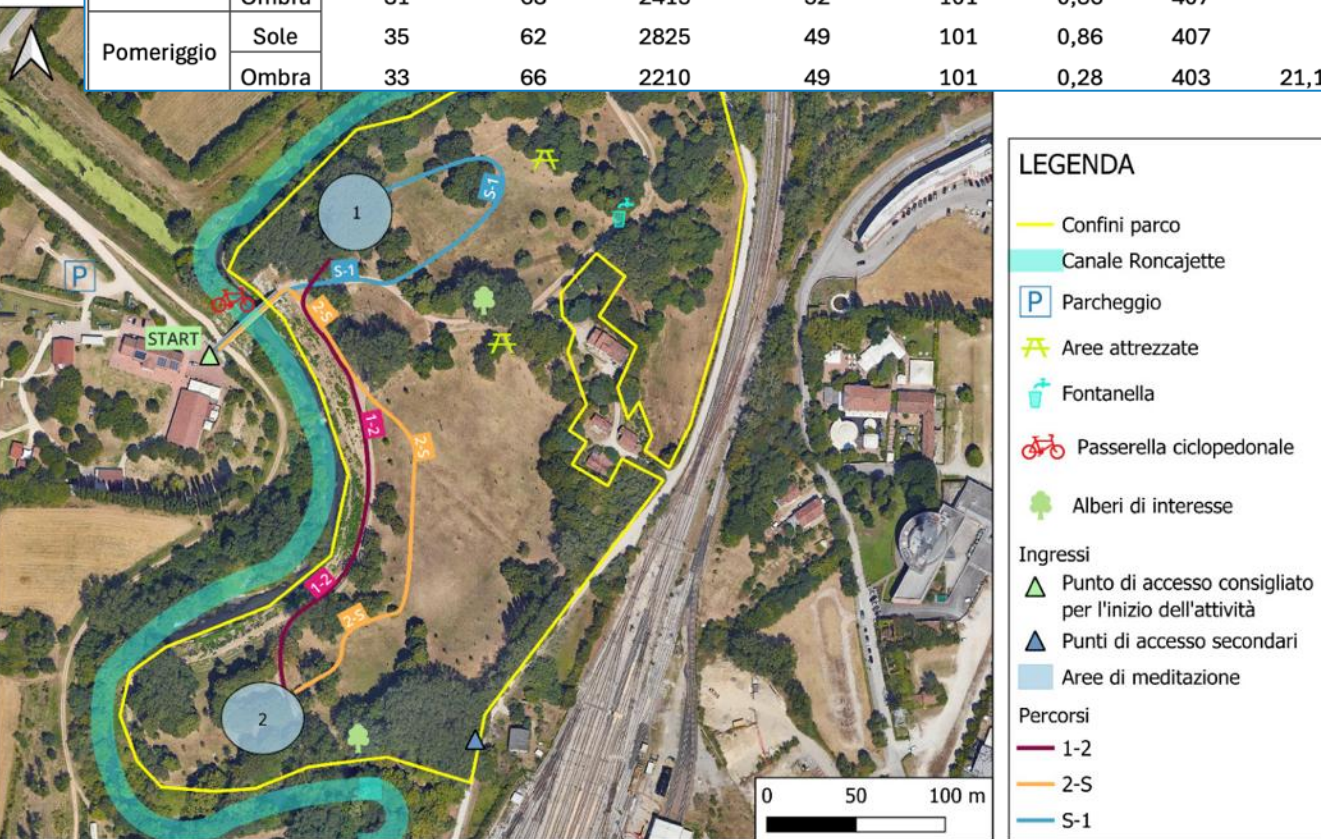 Pomeriggio
Sole 35 62 2825 49 101 0,86 407
Ombra 33 66 2210 49 101 0,28 403 21,1
1
S-1
S-1
P
START
2-S
1-2
2-S
1-2
2-S
2
0 50 100 m
LEGENDA
Confini parco
Canale Roncajette
P Parcheggio
Aree attrezzate
Fontanella
Passerella ciclopedonale
Alberi di interesse
Ingressi
Punto di accesso consigliato
per l'inizio dell'attività
Punti di accesso secondari
Aree di meditazione
Percorsi
1-2
2-S
S-1